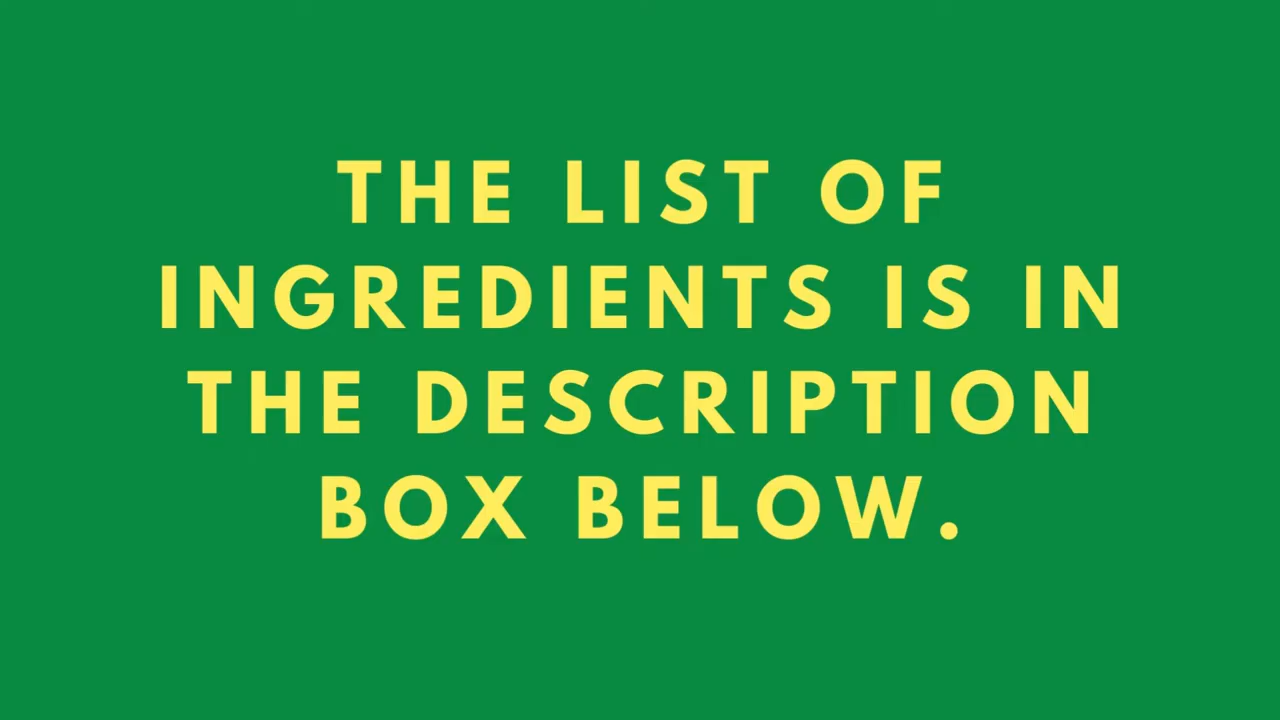 THE LIST OF
INGREDIENTS IS IN
THE DESCRIPTION
BOX BELOW.